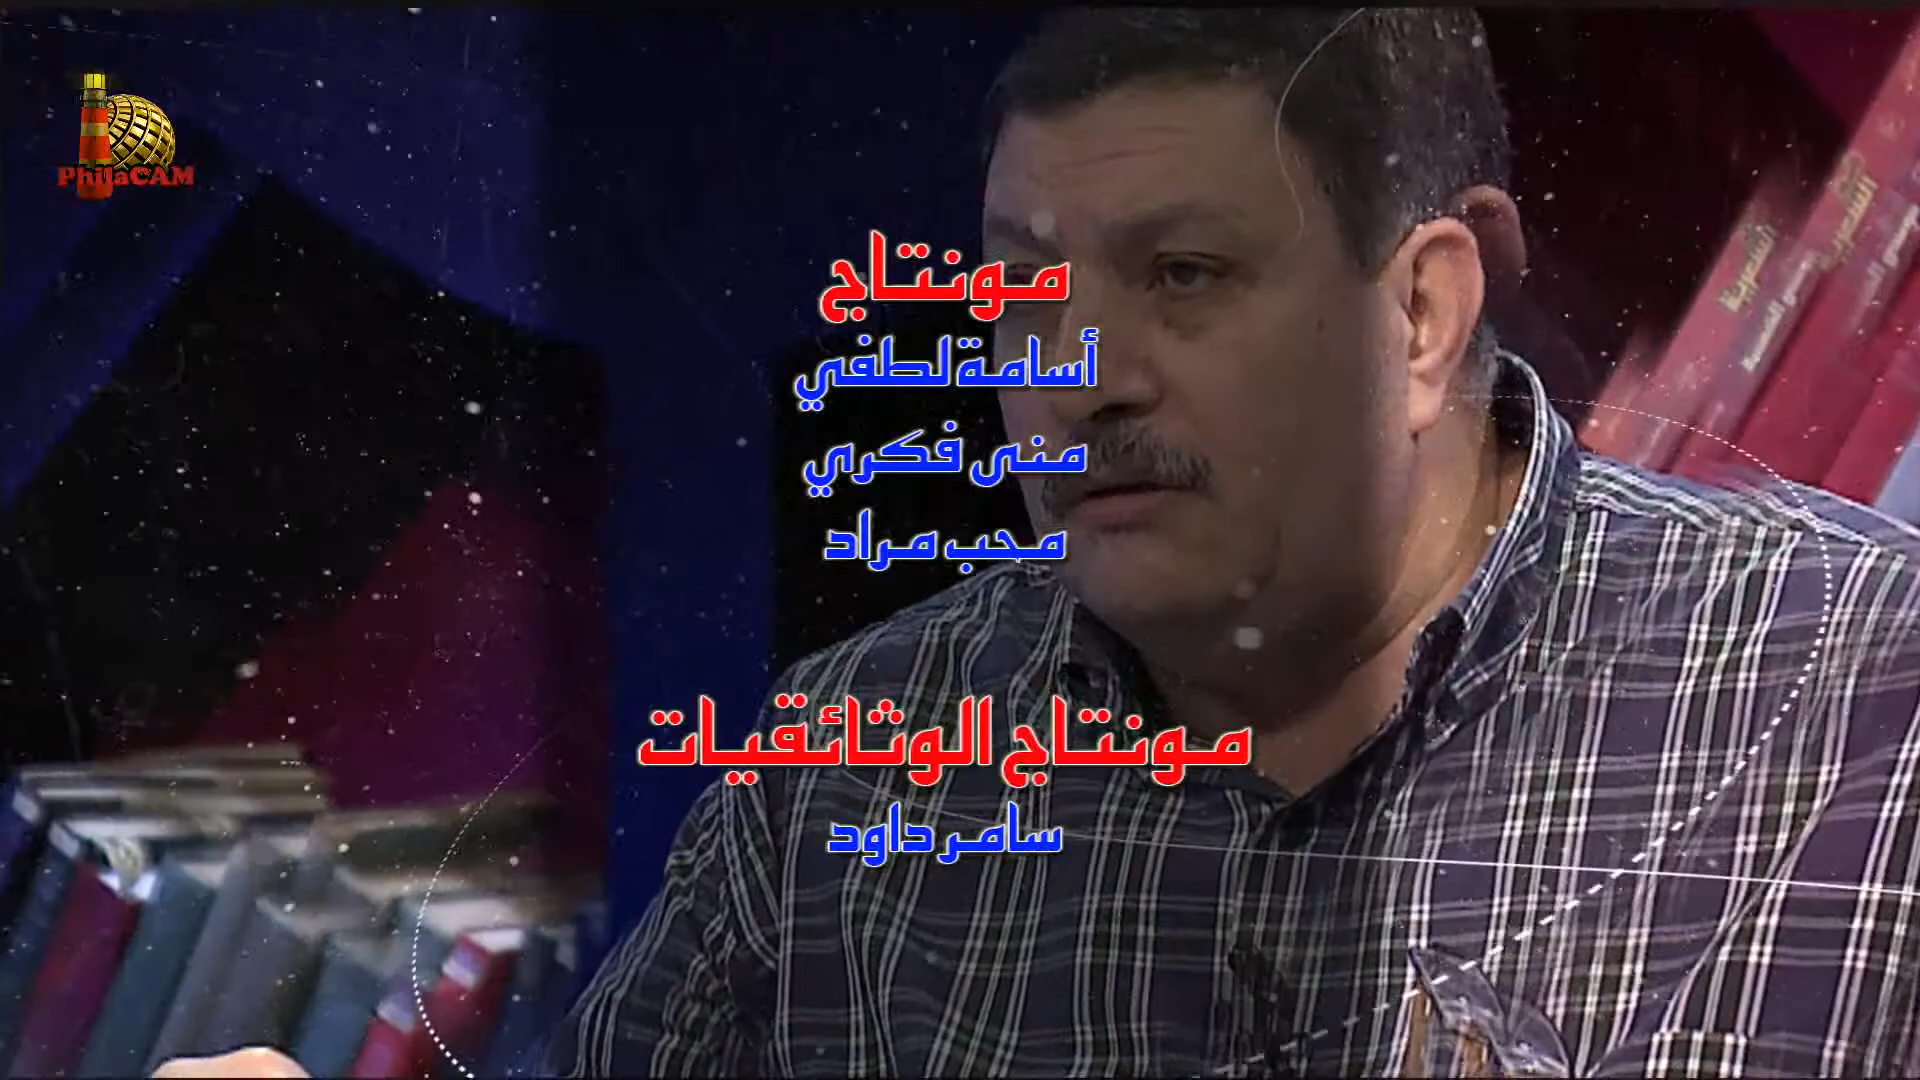 PhilaCAM
مونتاج
أسامة لطفي
منى فكري
محب مراد
مونتاج الوثائقيات
سامر داود